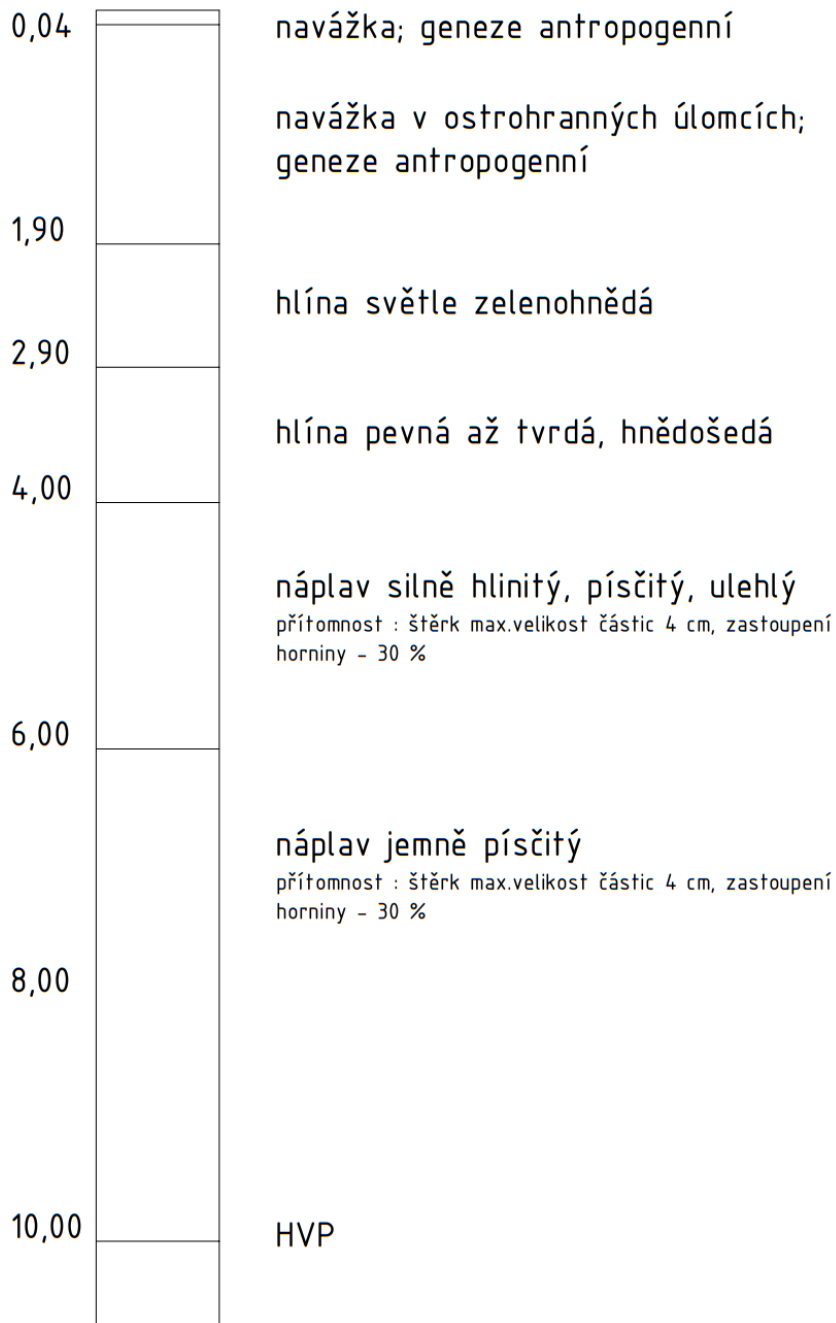 0,04
navážka; geneze antropogenní
navážka v ostrohranných úlomcích;
geneze antropogenní
1,90
hlína světle zelenohnědá
2,90
hlína pevná až tvrdá, hnědošedá
4,00
náplav silně hlinitý, písčitý, ulehlý
přítomnost : štěrk max.velikost částic 4 cm, zastoupení
horniny - 30 %
6,00
náplav jemně písčitý
přítomnost : štěrk max.velikost částic 4 cm, zastoupení
horniny - 30 %
8,00
10,00
HVP